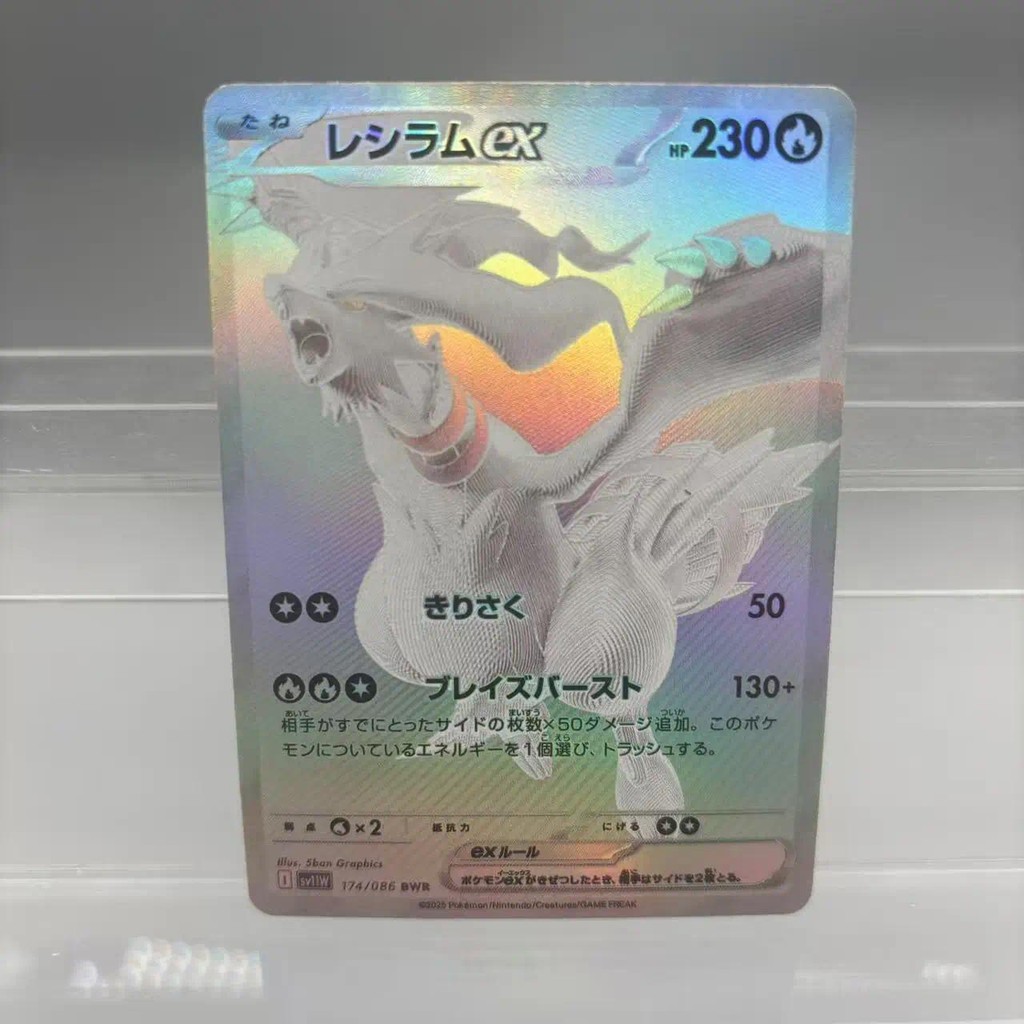 たね レシラムex HP 230
きりさく 50
ブレイズバースト 130+
相手がすでにとったサイドの枚数×50ダメージ追加。このポケ
モンについているエネルギーを1個選び、トラッシュする。
弱点 ×2 抵抗力 にげる
exルール
ポケモンexがきぜつしたとき、相手はサイドを2枚とる。
Illus. 5ban Graphics
I sv11W 174/086 BWR
©2025 Pokémon/Nintendo/Creatures/GAME FREAK